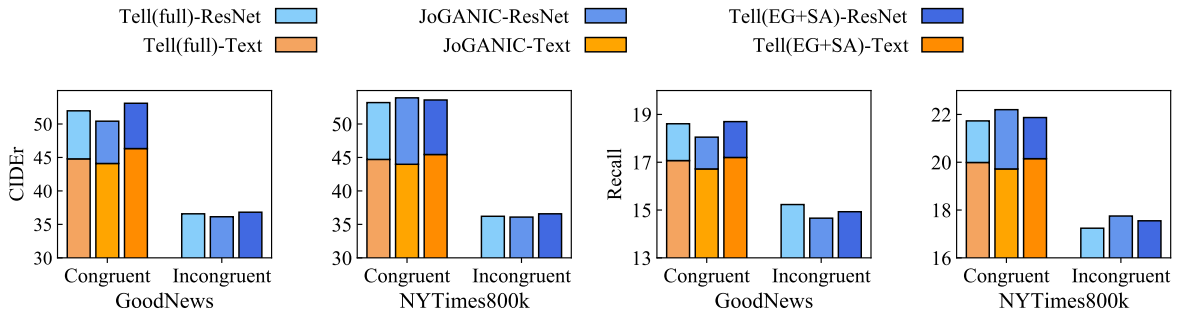 Tell(full)-ResNet JoGANIC-ResNet Tell(EG+SA)-ResNet
Tell(full)-Text JoGANIC-Text Tell(EG+SA)-Text
CIDEr
50
45
40
35
30
Congruent Incongruent
GoodNews
50
45
40
35
30
Congruent Incongruent
NYTimes800k
Recall
19
17
15
13
Congruent Incongruent
GoodNews
22
20
18
16
Congruent Incongruent
NYTimes800k